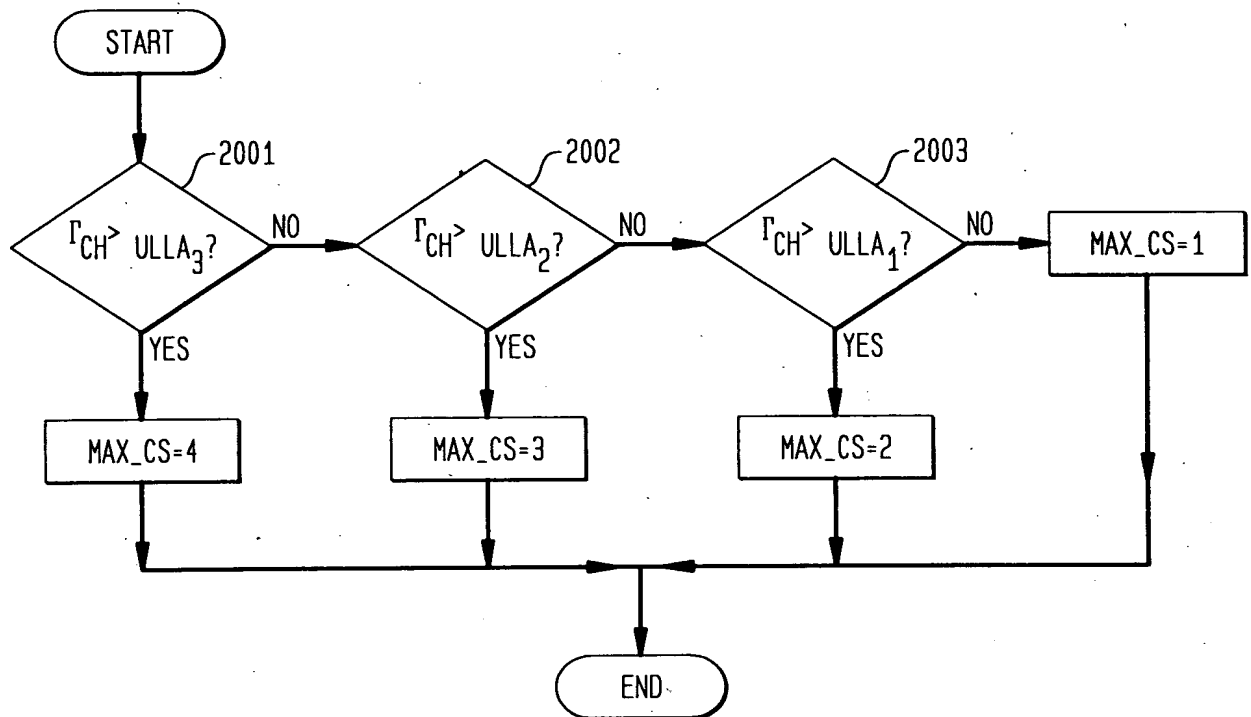 START
2001
2002
2003
Γ_CH > ULLA_3?
NO
Γ_CH > ULLA_2?
NO
Γ_CH > ULLA_1?
NO
MAX_CS=1
YES
YES
YES
MAX_CS=4
MAX_CS=3
MAX_CS=2
END